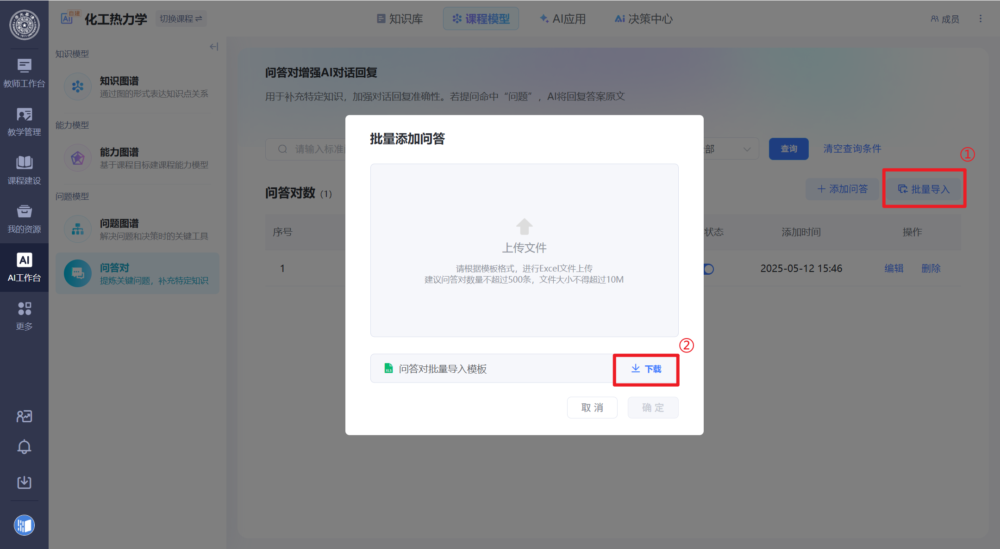 自建
AI
化工热力学
切换课程
知识库
课程模型
AI应用
Ai 决策中心
成员
教师工作台
教学管理
课程建设
我的资源
AI
AI工作台
更多
知识模型
知识图谱
通过图的形式表达知识点关系
能力模型
能力图谱
基于课程目标建课程能力模型
问题模型
问题图谱
解决问题和决策时的关键工具
问答对
提炼关键问题，补充特定知识
问答对增强AI对话回复
用于补充特定知识，加强对话回复准确性。若提问命中“问题”，AI将回复答案原文
请输入标准
部
查询
清空查询条件
①
问答对数 (1)
添加问答
批量导入
序号
状态
添加时间
操作
1
2025-05-12 15:46
编辑
删除
批量添加问答
上传文件
请根据模板格式，进行Excel文件上传
建议问答对数量不超过500条，文件大小不得超过10M
②
XLS
问答对批量导入模板
下载
取消
确定